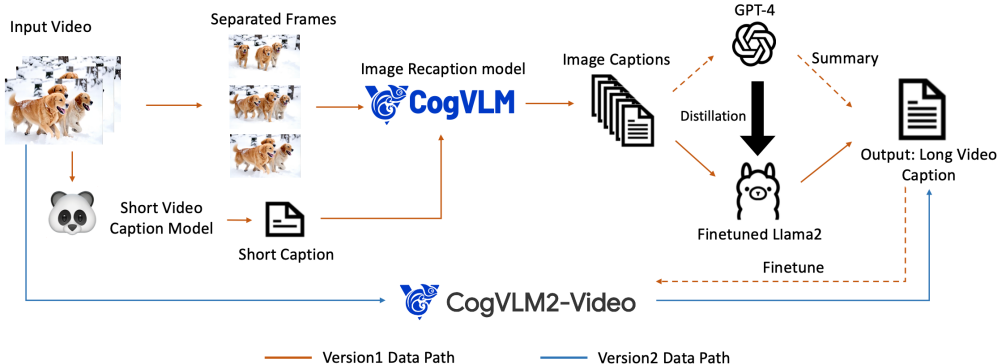 Input Video
Separated Frames
Image Recaption model
CogVLM
Image Captions
GPT-4
Summary
Distillation
Output: Long Video
Caption
Short Video
Caption Model
Short Caption
Finetuned Llama2
Finetune
CogVLM2-Video
Version1 Data Path
Version2 Data Path